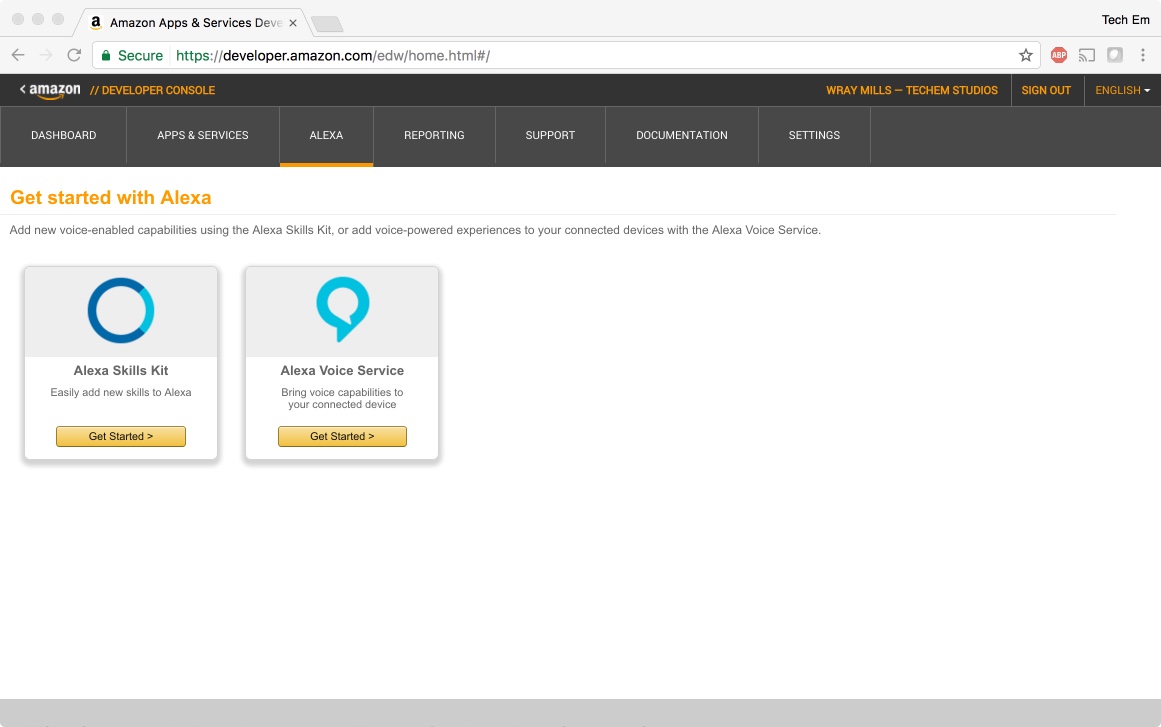 Amazon Apps & Services Deve
Tech Em
Secure https://developer.amazon.com/edw/home.html#/
ABP
< amazon // DEVELOPER CONSOLE
WRAY MILLS — TECHEM STUDIOS SIGN OUT ENGLISH
DASHBOARD APPS & SERVICES ALEXA REPORTING SUPPORT DOCUMENTATION SETTINGS
Get started with Alexa
Add new voice-enabled capabilities using the Alexa Skills Kit, or add voice-powered experiences to your connected devices with the Alexa Voice Service.
Alexa Skills Kit
Easily add new skills to Alexa
Get Started >
Alexa Voice Service
Bring voice capabilities to
your connected device
Get Started >